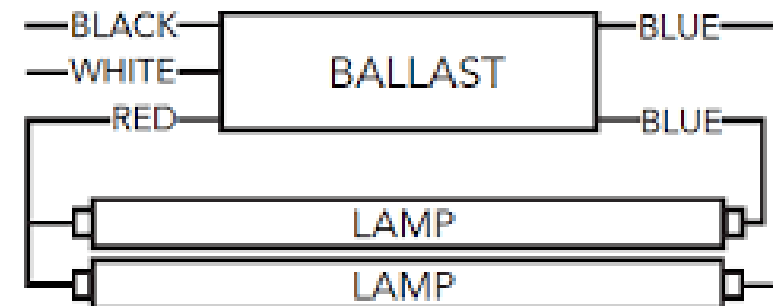 BLACK BLUE
WHITE BALLAST
RED BLUE
LAMP
LAMP